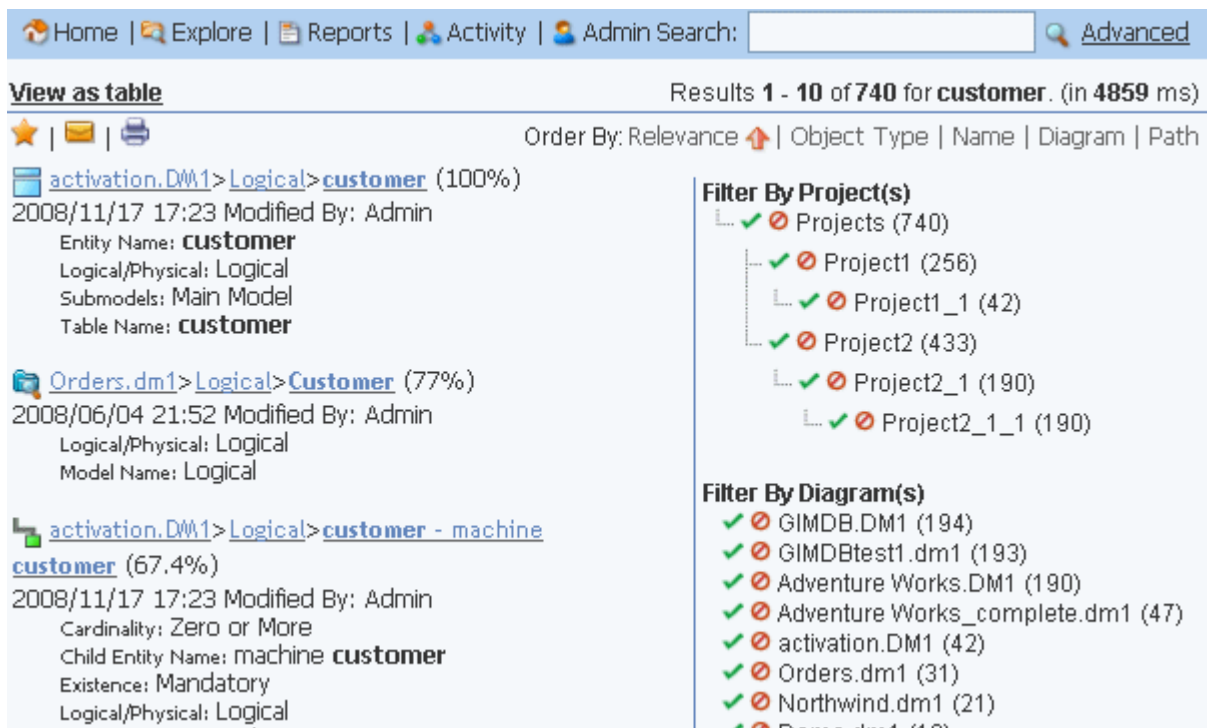 Home | Explore | Reports | Activity | Admin Search: Advanced
View as table
Results 1 - 10 of 740 for customer. (in 4859 ms)
Order By: Relevance | Object Type | Name | Diagram | Path
activation.DM1>Logical>customer (100%)
2008/11/17 17:23 Modified By: Admin
Entity Name: customer
Logical/Physical: Logical
Submodels: Main Model
Table Name: customer
Orders.dm1>Logical>Customer (77%)
2008/06/04 21:52 Modified By: Admin
Logical/Physical: Logical
Model Name: Logical
activation.DM1>Logical>customer - machine
customer (67.4%)
2008/11/17 17:23 Modified By: Admin
Cardinality: Zero or More
Child Entity Name: machine customer
Existence: Mandatory
Logical/Physical: Logical
Filter By Project(s)
Projects (740)
Project1 (256)
Project1_1 (42)
Project2 (433)
Project2_1 (190)
Project2_1_1 (190)
Filter By Diagram(s)
GIMDB.DM1 (194)
GIMDBtest1.dm1 (193)
Adventure Works.DM1 (190)
Adventure Works_complete.dm1 (47)
activation.DM1 (42)
Orders.dm1 (31)
Northwind.dm1 (21)